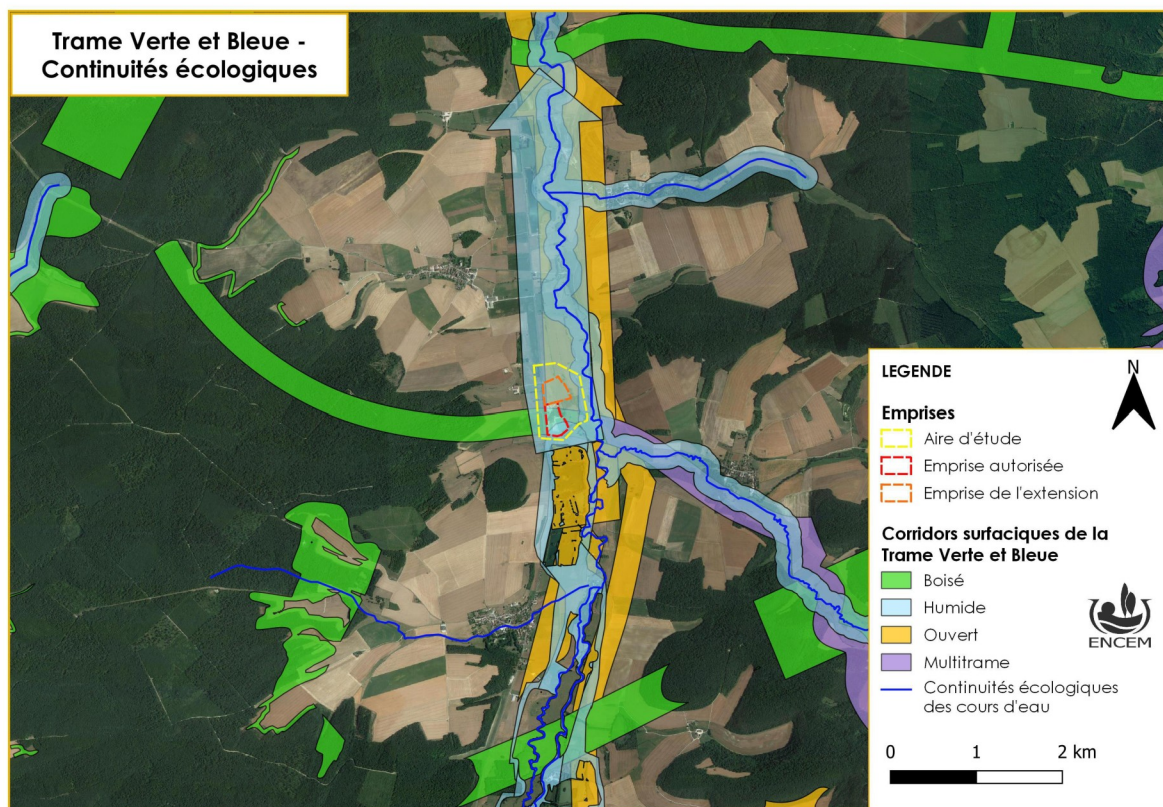 Trame Verte et Bleue -
Continuités écologiques
LEGENDE
N
Emprises
Aire d'étude
Emprise autorisée
Emprise de l'extension
Corridors surfaciques de la
Trame Verte et Bleue
Boisé
Humide
Ouvert
Multitrame
ENCEM
Continuités écologiques
des cours d'eau
0 1 2 km